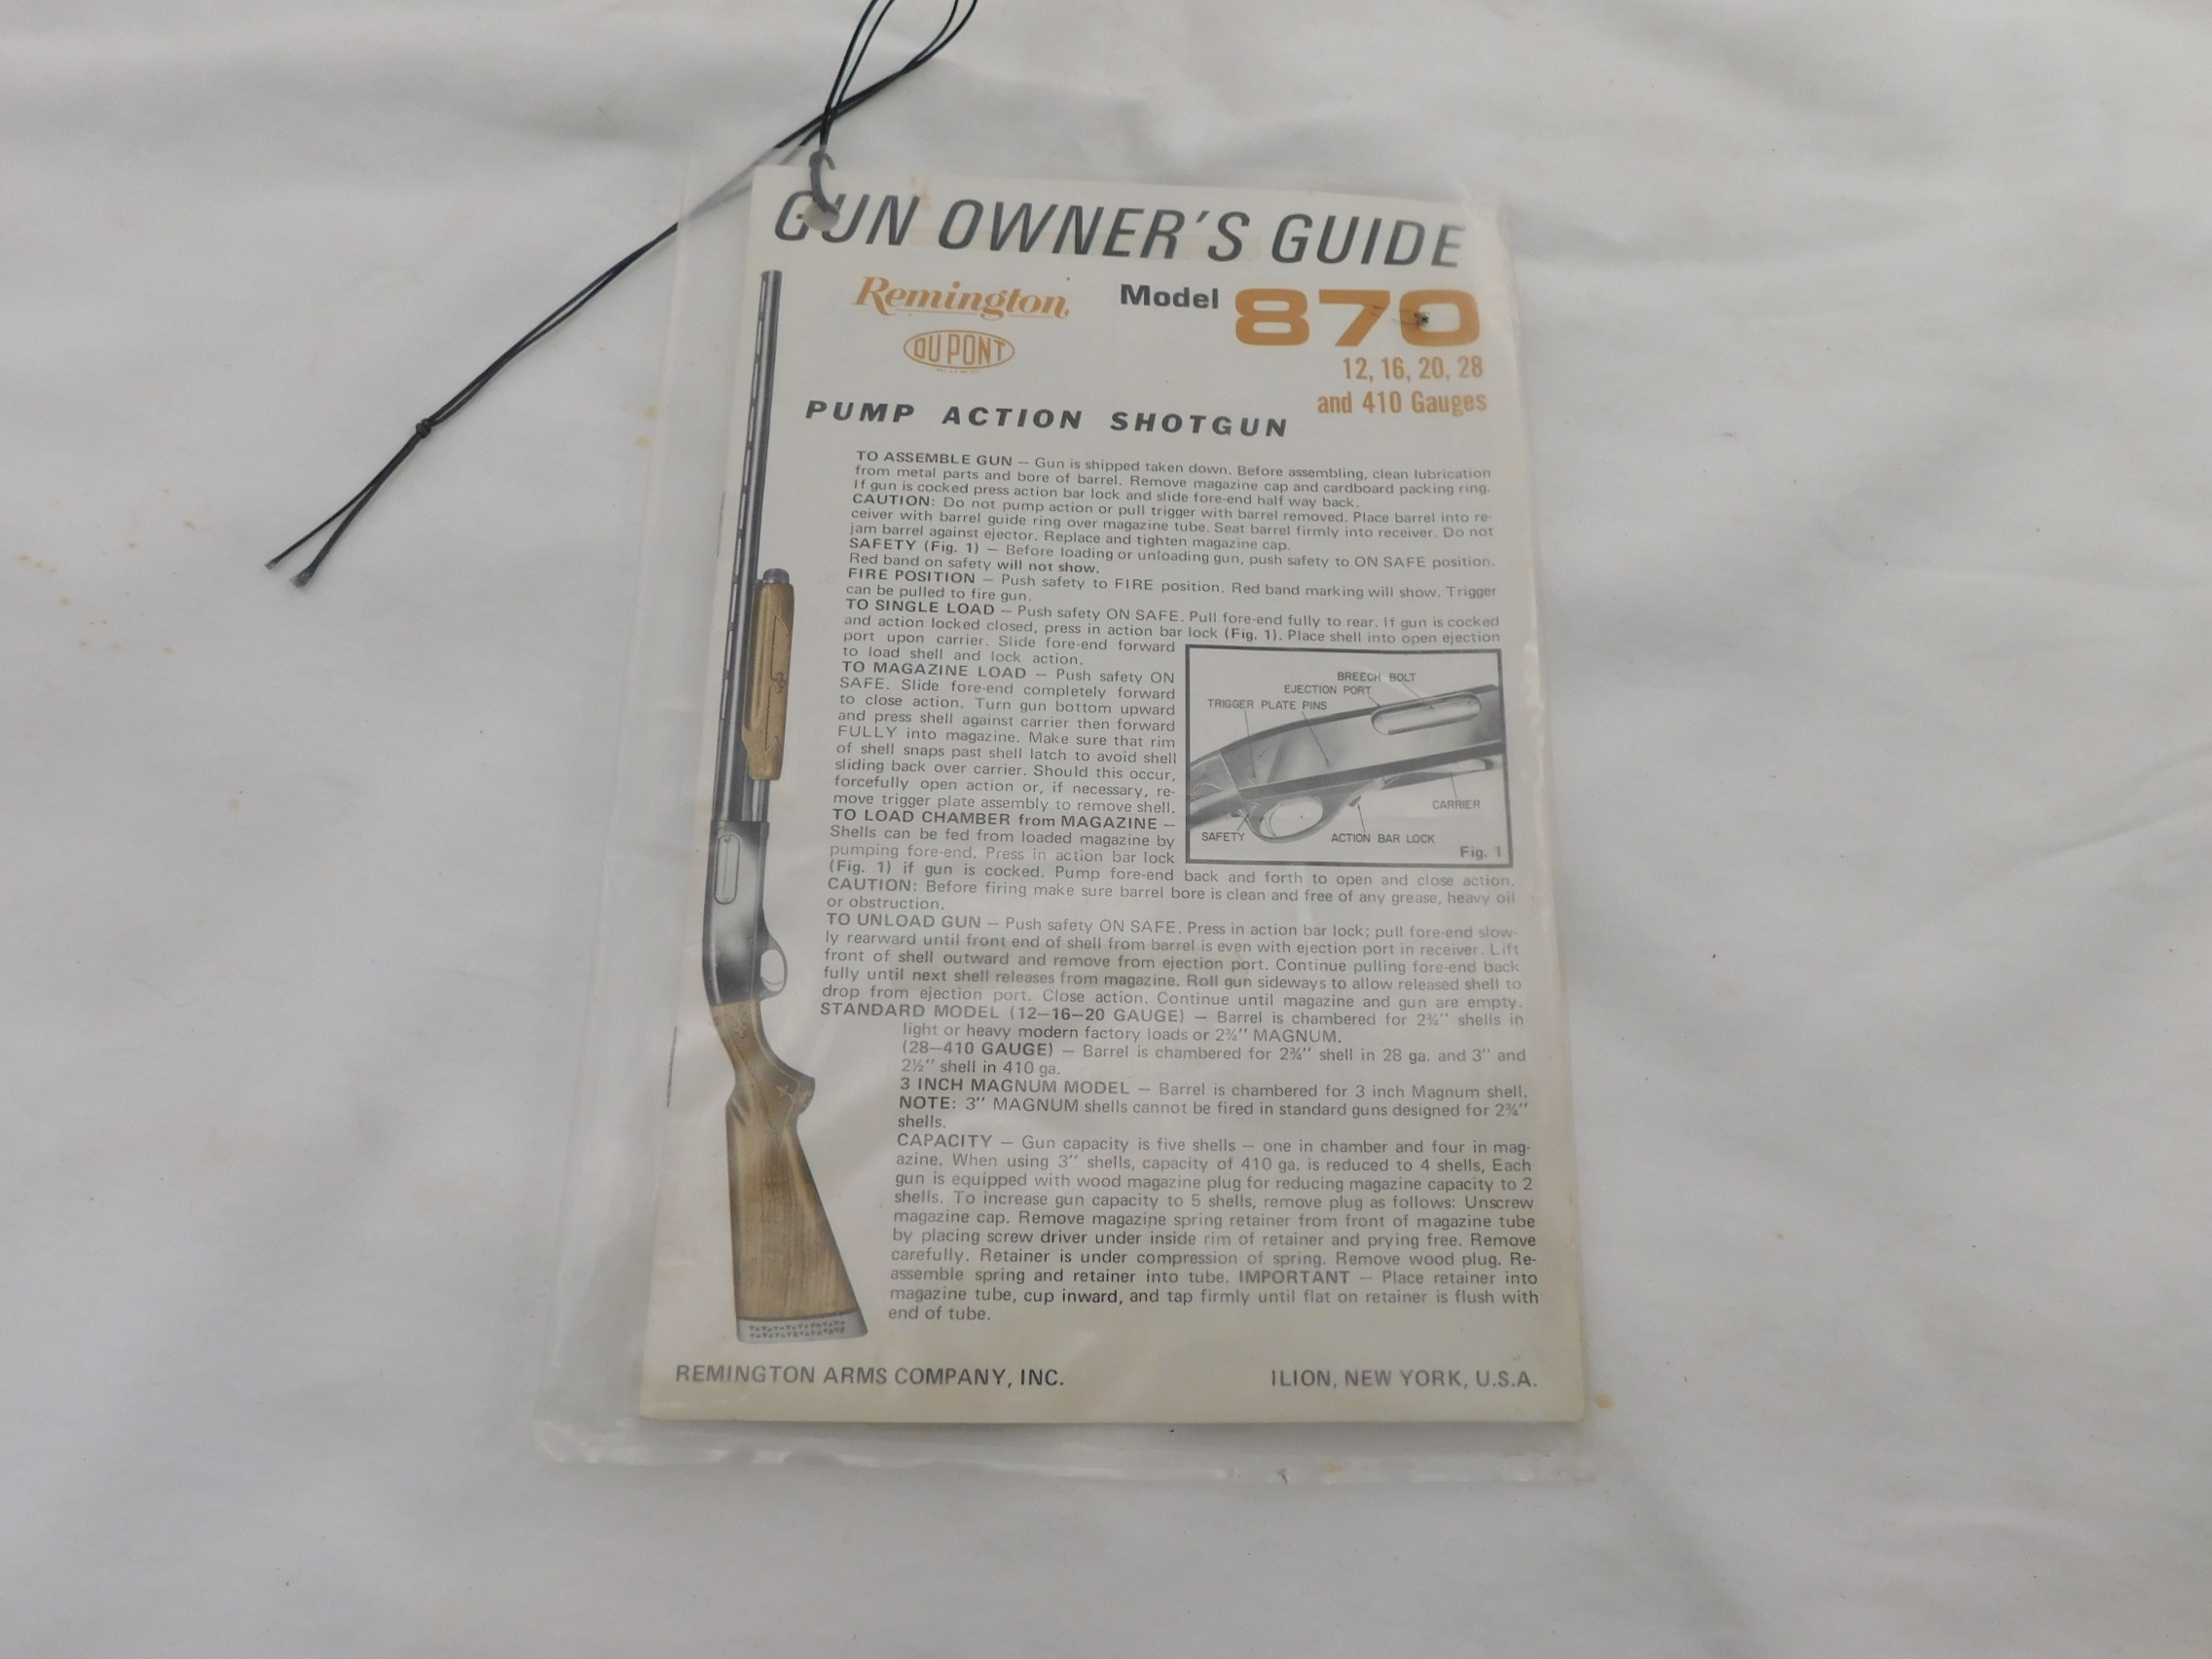 GUN OWNER'S GUIDE
Remington
DU PONT
Model 870
12, 16, 20, 28
and 410 Gauges
PUMP ACTION SHOTGUN
TO ASSEMBLE GUN — Gun is shipped taken down. Before assembling, clean lubrication
from metal parts and bore of barrel. Remove magazine cap and cardboard packing ring.
If gun is cocked press action bar lock and slide fore-end half way back.
CAUTION: Do not pump action or pull trigger with barrel removed. Place barrel into re-
ceiver with barrel guide ring over magazine tube. Seat barrel firmly into receiver. Do not
jam barrel against ejector. Replace and tighten magazine cap.
SAFETY (Fig. 1) — Before loading or unloading gun, push safety to ON SAFE position.
Red band on safety will not show.
FIRE POSITION — Push safety to FIRE position. Red band marking will show. Trigger
can be pulled to fire gun.
TO SINGLE LOAD — Push safety ON SAFE. Pull fore-end fully to rear. If gun is cocked
and action locked closed, press in action bar lock (Fig. 1). Place shell into open ejection
port upon carrier. Slide fore-end forward
to load shell and lock action.
TO MAGAZINE LOAD — Push safety ON
SAFE. Slide fore-end completely forward
to close action. Turn gun bottom upward
and press shell against carrier then forward
FULLY into magazine. Make sure that rim
of shell snaps past shell latch to avoid shell
sliding back over carrier. Should this occur,
forcefully open action or, if necessary, re-
move trigger plate assembly to remove shell.
TO LOAD CHAMBER from MAGAZINE —
Shells can be fed from loaded magazine by
pumping fore-end. Press in action bar lock
(Fig. 1) if gun is cocked. Pump fore-end back and forth to open and close action.
BREECH BOLT
EJECTION PORT
TRIGGER PLATE PINS
CARRIER
SAFETY
ACTION BAR LOCK
Fig. 1
CAUTION: Before firing make sure barrel bore is clean and free of any grease, heavy oil
or obstruction.
TO UNLOAD GUN — Push safety ON SAFE. Press in action bar lock; pull fore-end slow-
ly rearward until front end of shell from barrel is even with ejection port in receiver. Lift
front of shell outward and remove from ejection port. Continue pulling fore-end back
fully until next shell releases from magazine. Roll gun sideways to allow released shell to
drop from ejection port. Close action. Continue until magazine and gun are empty.
STANDARD MODEL (12—16—20 GAUGE) — Barrel is chambered for 2¾" shells in
light or heavy modern factory loads or 2¾" MAGNUM.
(28—410 GAUGE) — Barrel is chambered for 2¾" shell in 28 ga. and 3" and
2½" shell in 410 ga.
3 INCH MAGNUM MODEL — Barrel is chambered for 3 inch Magnum shell.
NOTE: 3" MAGNUM shells cannot be fired in standard guns designed for 2¾"
shells.
CAPACITY — Gun capacity is five shells — one in chamber and four in mag-
azine. When using 3" shells, capacity of 410 ga. is reduced to 4 shells, Each
gun is equipped with wood magazine plug for reducing magazine capacity to 2
shells. To increase gun capacity to 5 shells, remove plug as follows: Unscrew
magazine cap. Remove magazine spring retainer from front of magazine tube
by placing screw driver under inside rim of retainer and prying free. Remove
carefully. Retainer is under compression of spring. Remove wood plug. Re-
assemble spring and retainer into tube. IMPORTANT — Place retainer into
magazine tube, cup inward, and tap firmly until flat on retainer is flush with
end of tube.
REMINGTON ARMS COMPANY, INC.
ILION, NEW YORK, U.S.A.